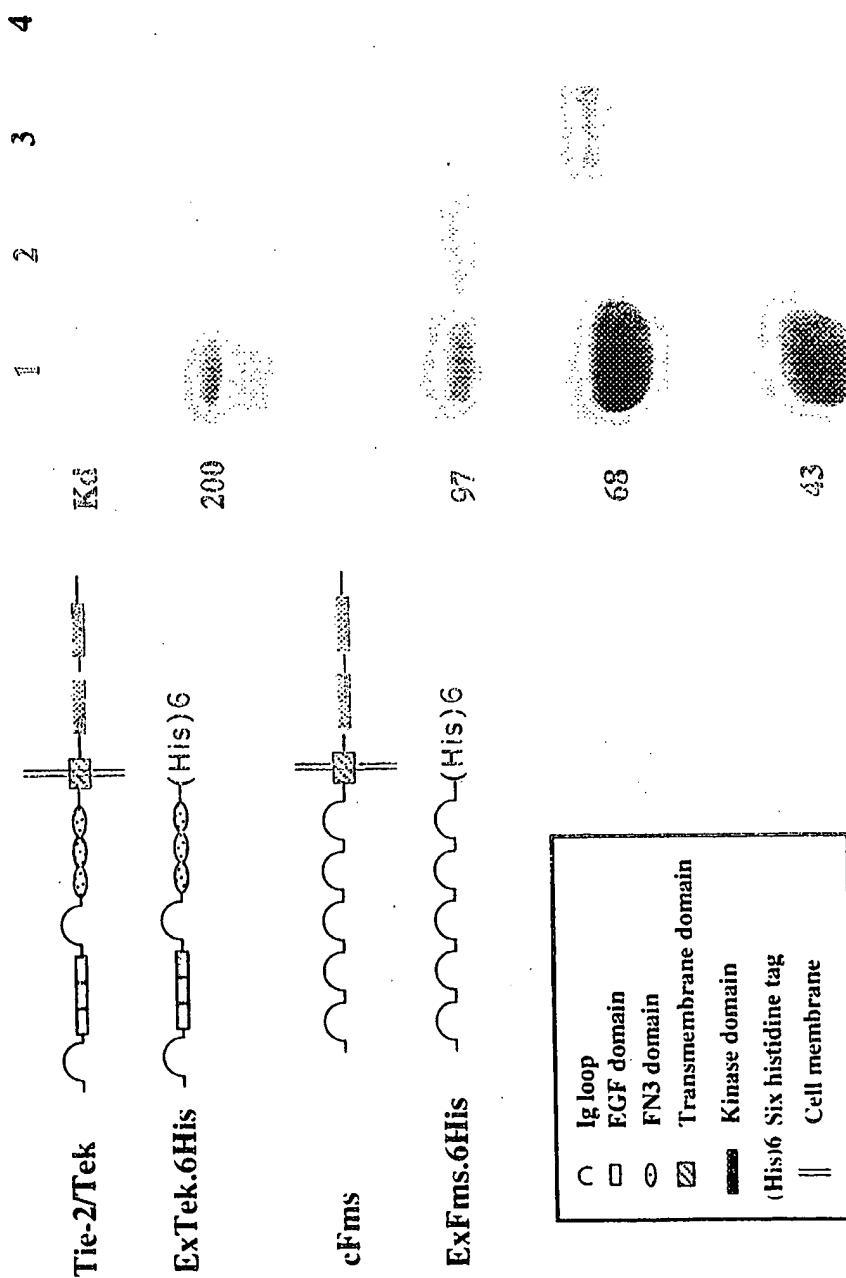 Tie-2/Tek
ExTek.6His
(His)6
cFms
ExFms.6His
(His)6
Ig loop
EGF domain
FN3 domain
Transmembrane domain
Kinase domain
(His)6 Six histidine tag
Cell membrane
1 2 3 4
Kd
200
97
68
43